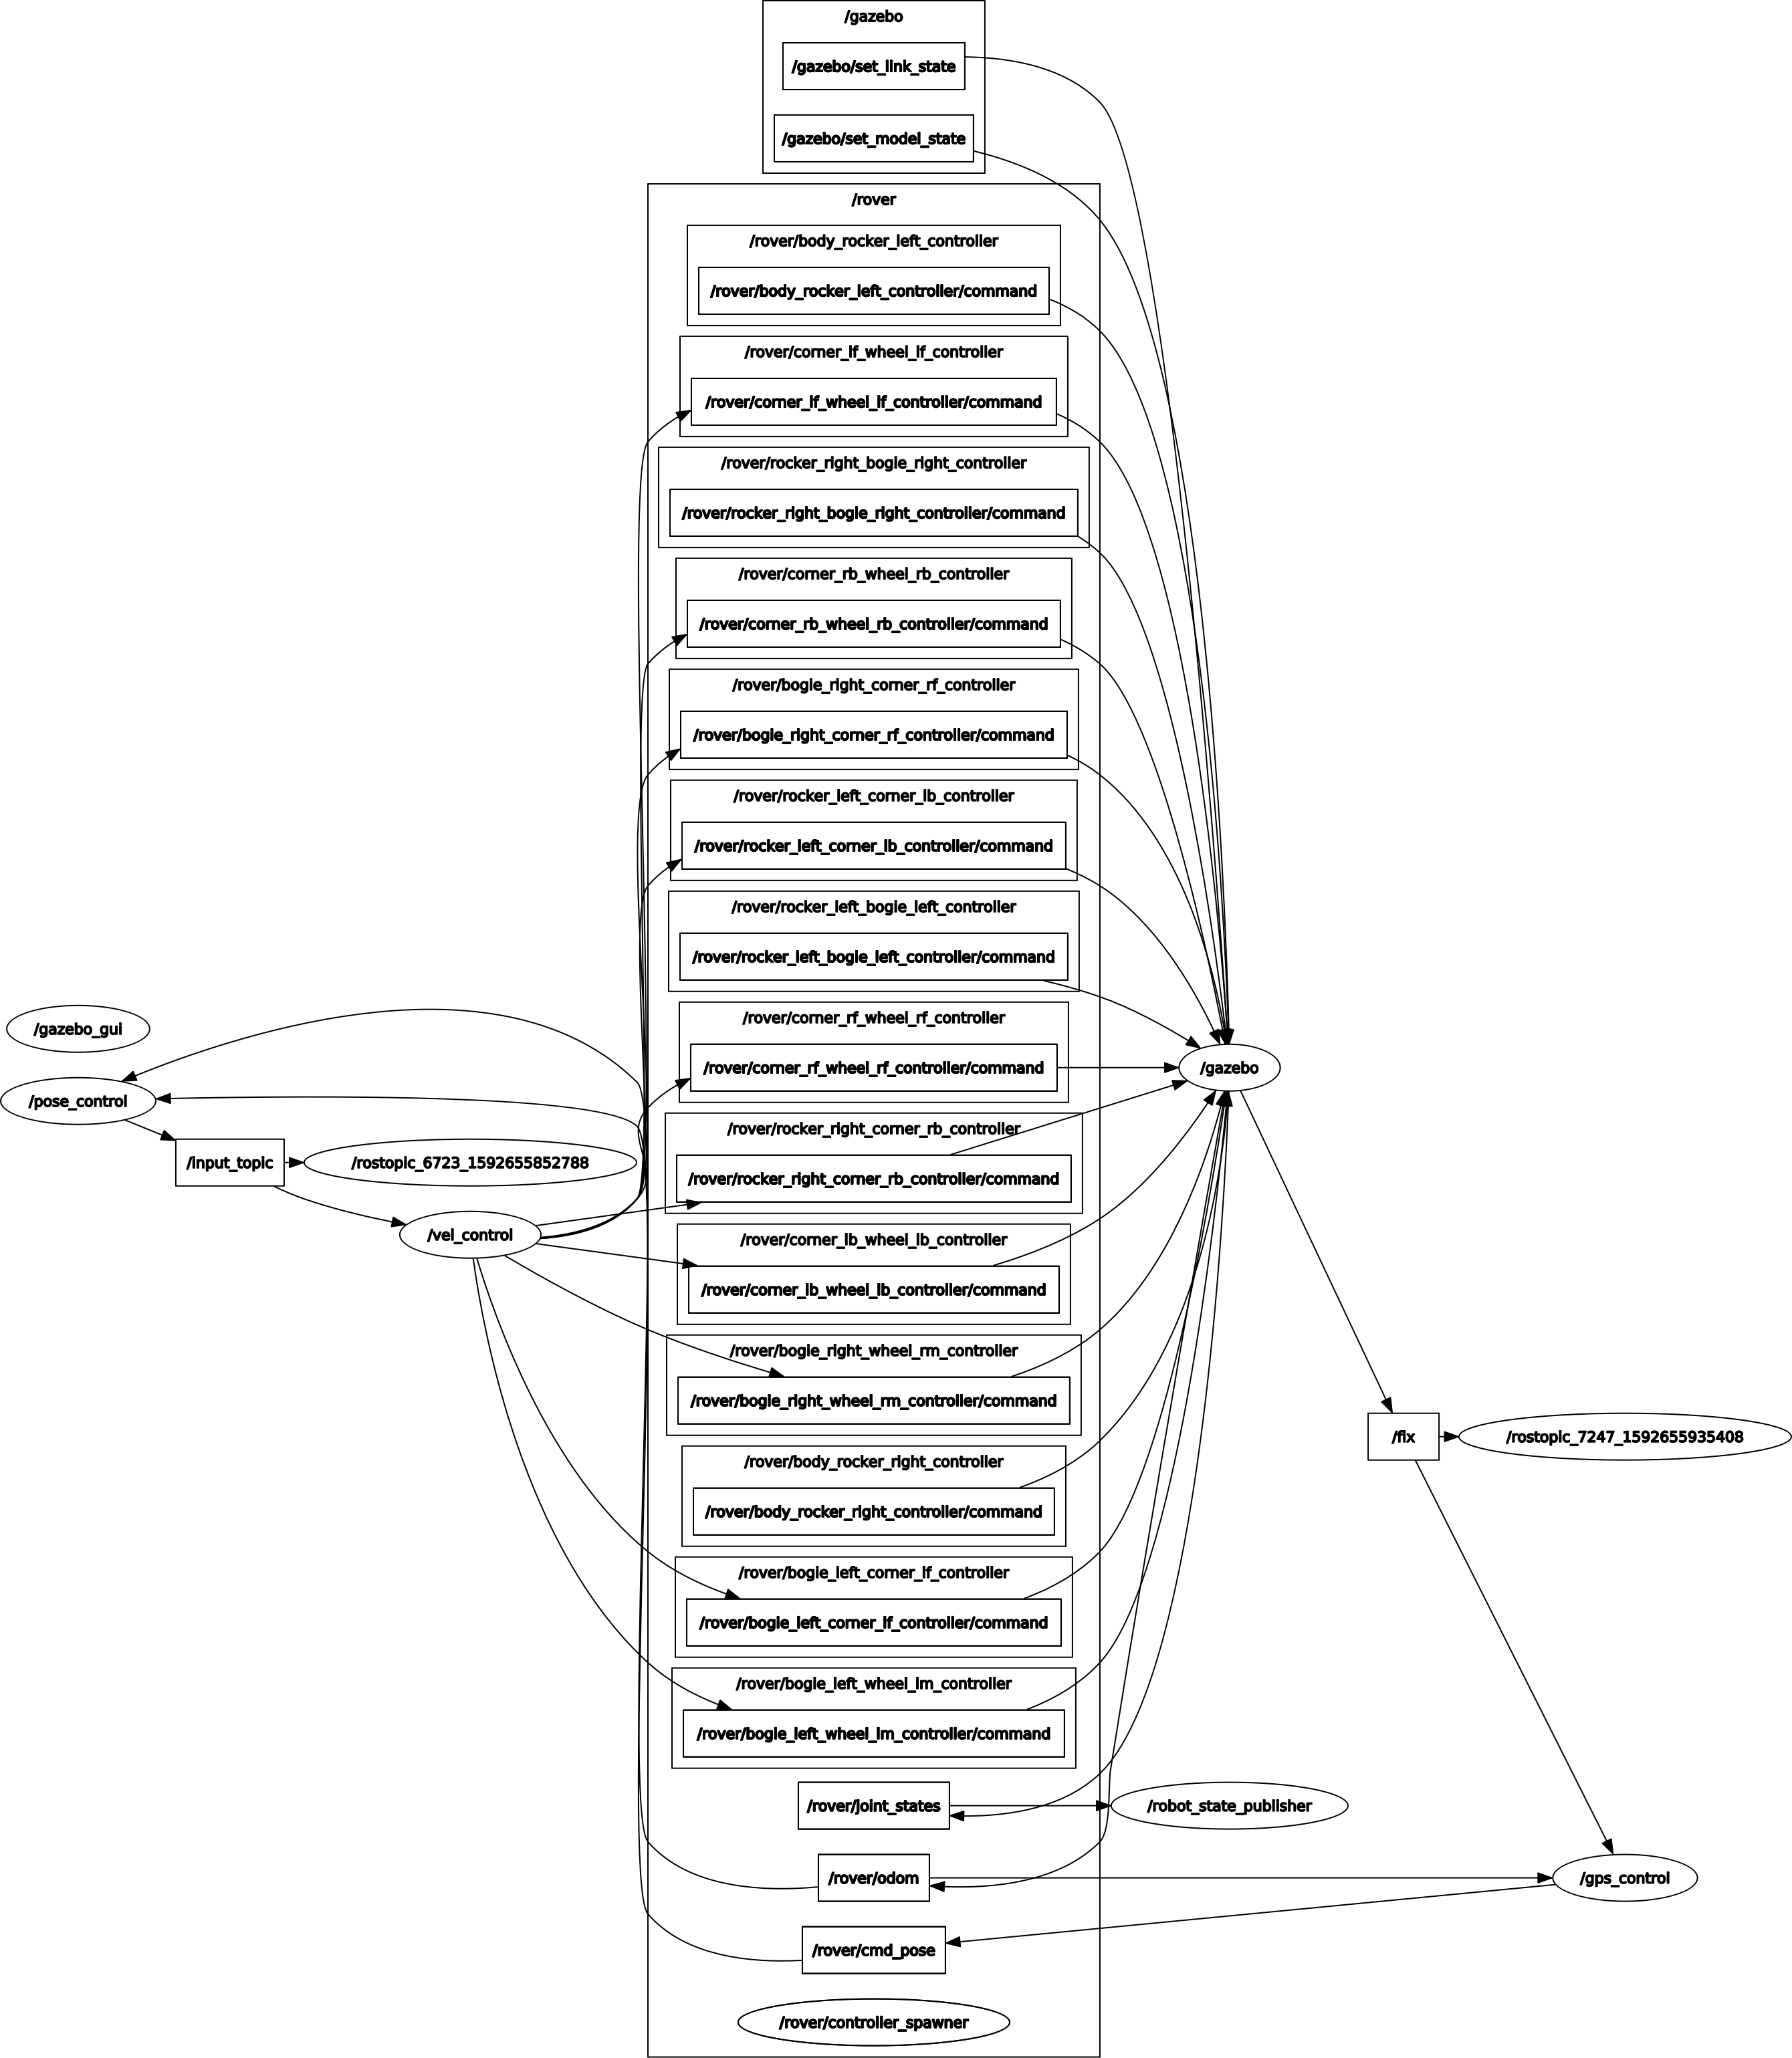 /gazebo
/gazebo/set_link_state
/gazebo/set_model_state
/rover
/rover/body_rocker_left_controller
/rover/body_rocker_left_controller/command
/rover/corner_lf_wheel_lf_controller
/rover/corner_lf_wheel_lf_controller/command
/rover/rocker_right_bogie_right_controller
/rover/rocker_right_bogie_right_controller/command
/rover/corner_rb_wheel_rb_controller
/rover/corner_rb_wheel_rb_controller/command
/rover/bogie_right_corner_rf_controller
/rover/bogie_right_corner_rf_controller/command
/rover/rocker_left_corner_lb_controller
/rover/rocker_left_corner_lb_controller/command
/rover/rocker_left_bogie_left_controller
/rover/rocker_left_bogie_left_controller/command
/rover/corner_rf_wheel_rf_controller
/rover/corner_rf_wheel_rf_controller/command
/rover/rocker_right_corner_rb_controller
/rover/rocker_right_corner_rb_controller/command
/rover/corner_lb_wheel_lb_controller
/rover/corner_lb_wheel_lb_controller/command
/rover/bogie_right_wheel_rm_controller
/rover/bogie_right_wheel_rm_controller/command
/rover/body_rocker_right_controller
/rover/body_rocker_right_controller/command
/rover/bogie_left_corner_lf_controller
/rover/bogie_left_corner_lf_controller/command
/rover/bogie_left_wheel_lm_controller
/rover/bogie_left_wheel_lm_controller/command
/rover/joint_states
/rover/odom
/rover/cmd_pose
/rover/controller_spawner
/gazebo_gui
/pose_control
/input_topic
/rostopic_6723_1592655852788
/vel_control
/gazebo
/fix
/rostopic_7247_1592655935408
/robot_state_publisher
/gps_control